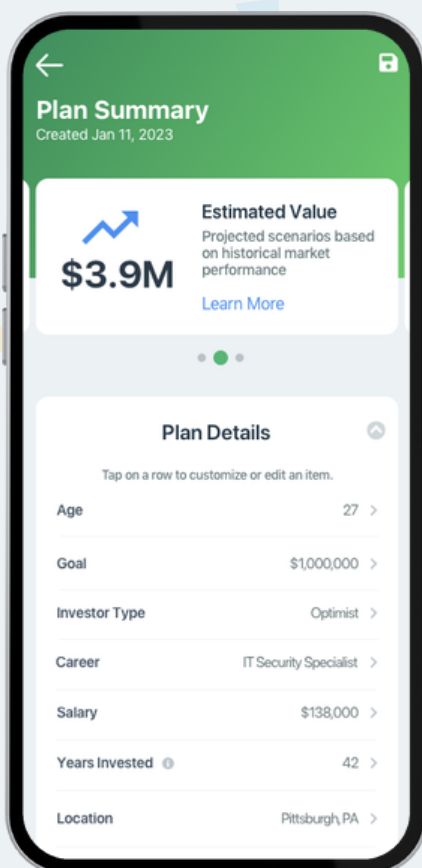 Plan Summary
Created Jan 11, 2023
$3.9M
Estimated Value
Projected scenarios based
on historical market
performance
Learn More
Plan Details
Tap on a row to customize or edit an item.
Age 27
Goal $1,000,000
Investor Type Optimist
Career IT Security Specialist
Salary $138,000
Years Invested 42
Location Pittsburgh, PA